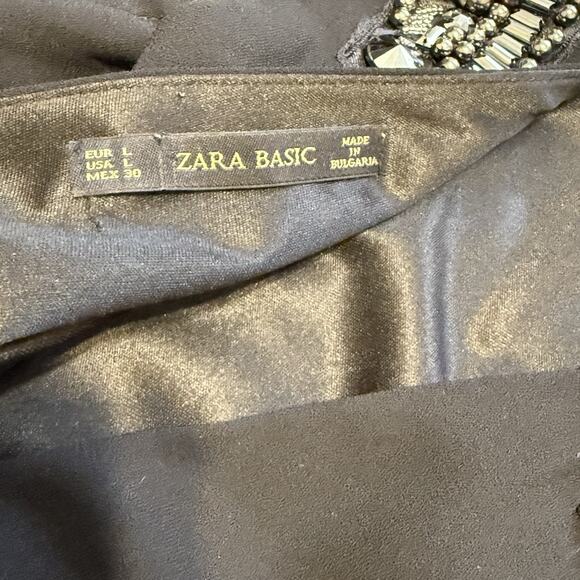 EUR L
USA L
MEX 30
ZARA BASIC
MADE
IN
BULGARIA